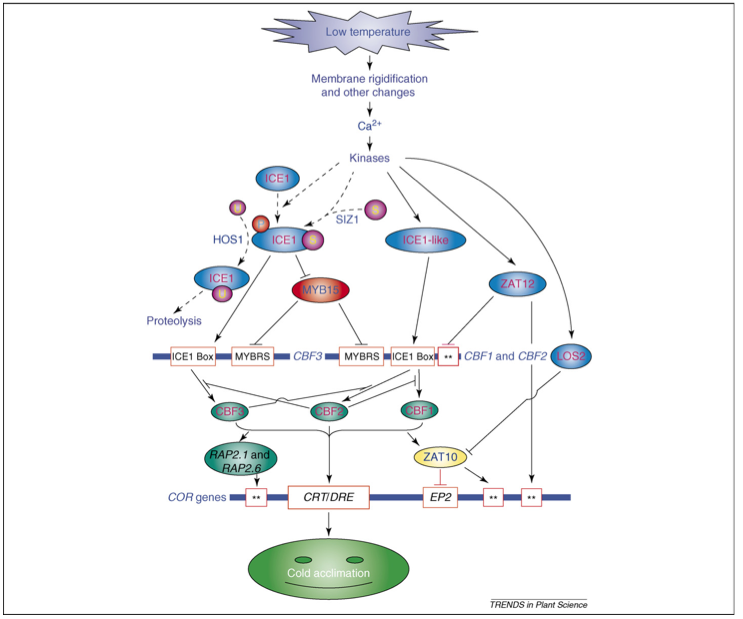 Low temperature
Membrane rigidification
and other changes
Ca²⁺
Kinases
ICE1
U
P
S
SIZ1
HOS1
ICE1
S
ICE1-like
ICE1
U
MYB15
ZAT12
Proteolysis
ICE1 Box
MYBRS
CBF3
MYBRS
ICE1 Box
**
CBF1 and CBF2
LOS2
CBF3
CBF2
CBF1
RAP2.1 and
RAP2.6
ZAT10
COR genes
**
CRT/DRE
EP2
**
**
Cold acclimation
TRENDS in Plant Science